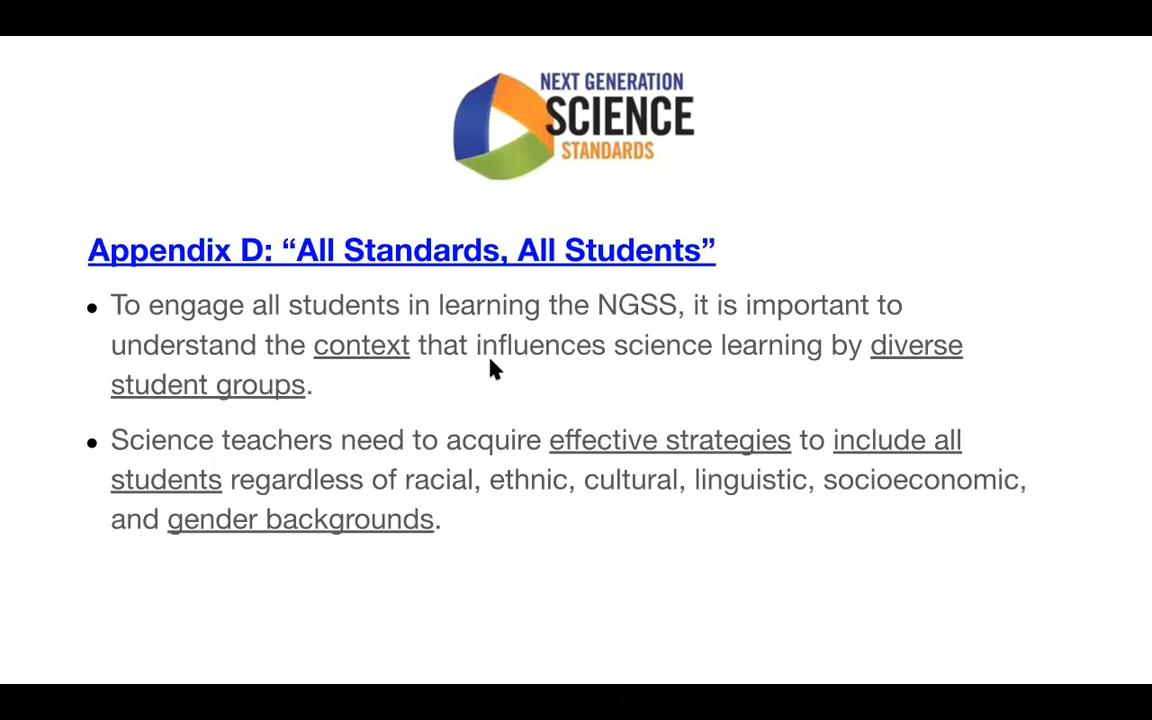 NEXT GENERATION
SCIENCE
STANDARDS
Appendix D: “All Standards, All Students”
• To engage all students in learning the NGSS, it is important to
understand the context that influences science learning by diverse
student groups.
• Science teachers need to acquire effective strategies to include all
students regardless of racial, ethnic, cultural, linguistic, socioeconomic,
and gender backgrounds.